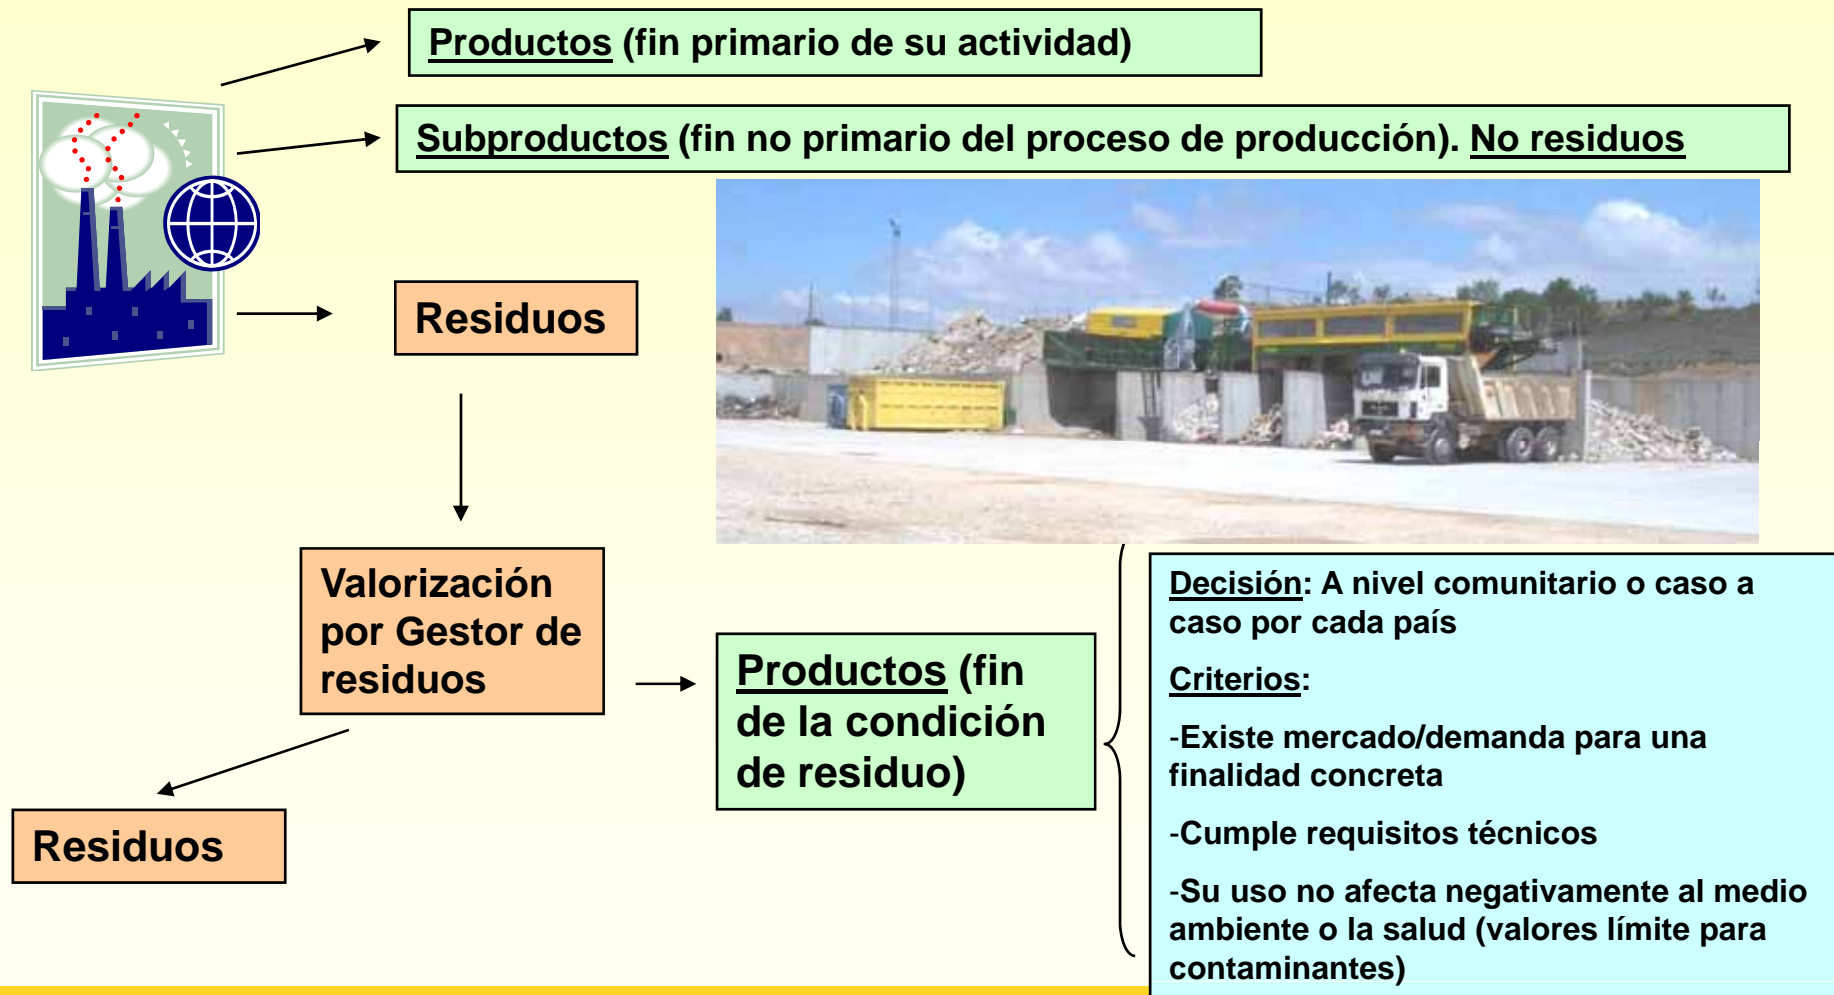 Productos (fin primario de su actividad)
Subproductos (fin no primario del proceso de producción). No residuos
Residuos
Valorización
por Gestor de
residuos
Productos (fin
de la condición
de residuo)
Residuos
Decisión: A nivel comunitario o caso a
caso por cada país
Criterios:
-Existe mercado/demanda para una
finalidad concreta
-Cumple requisitos técnicos
-Su uso no afecta negativamente al medio
ambiente o la salud (valores límite para
contaminantes)